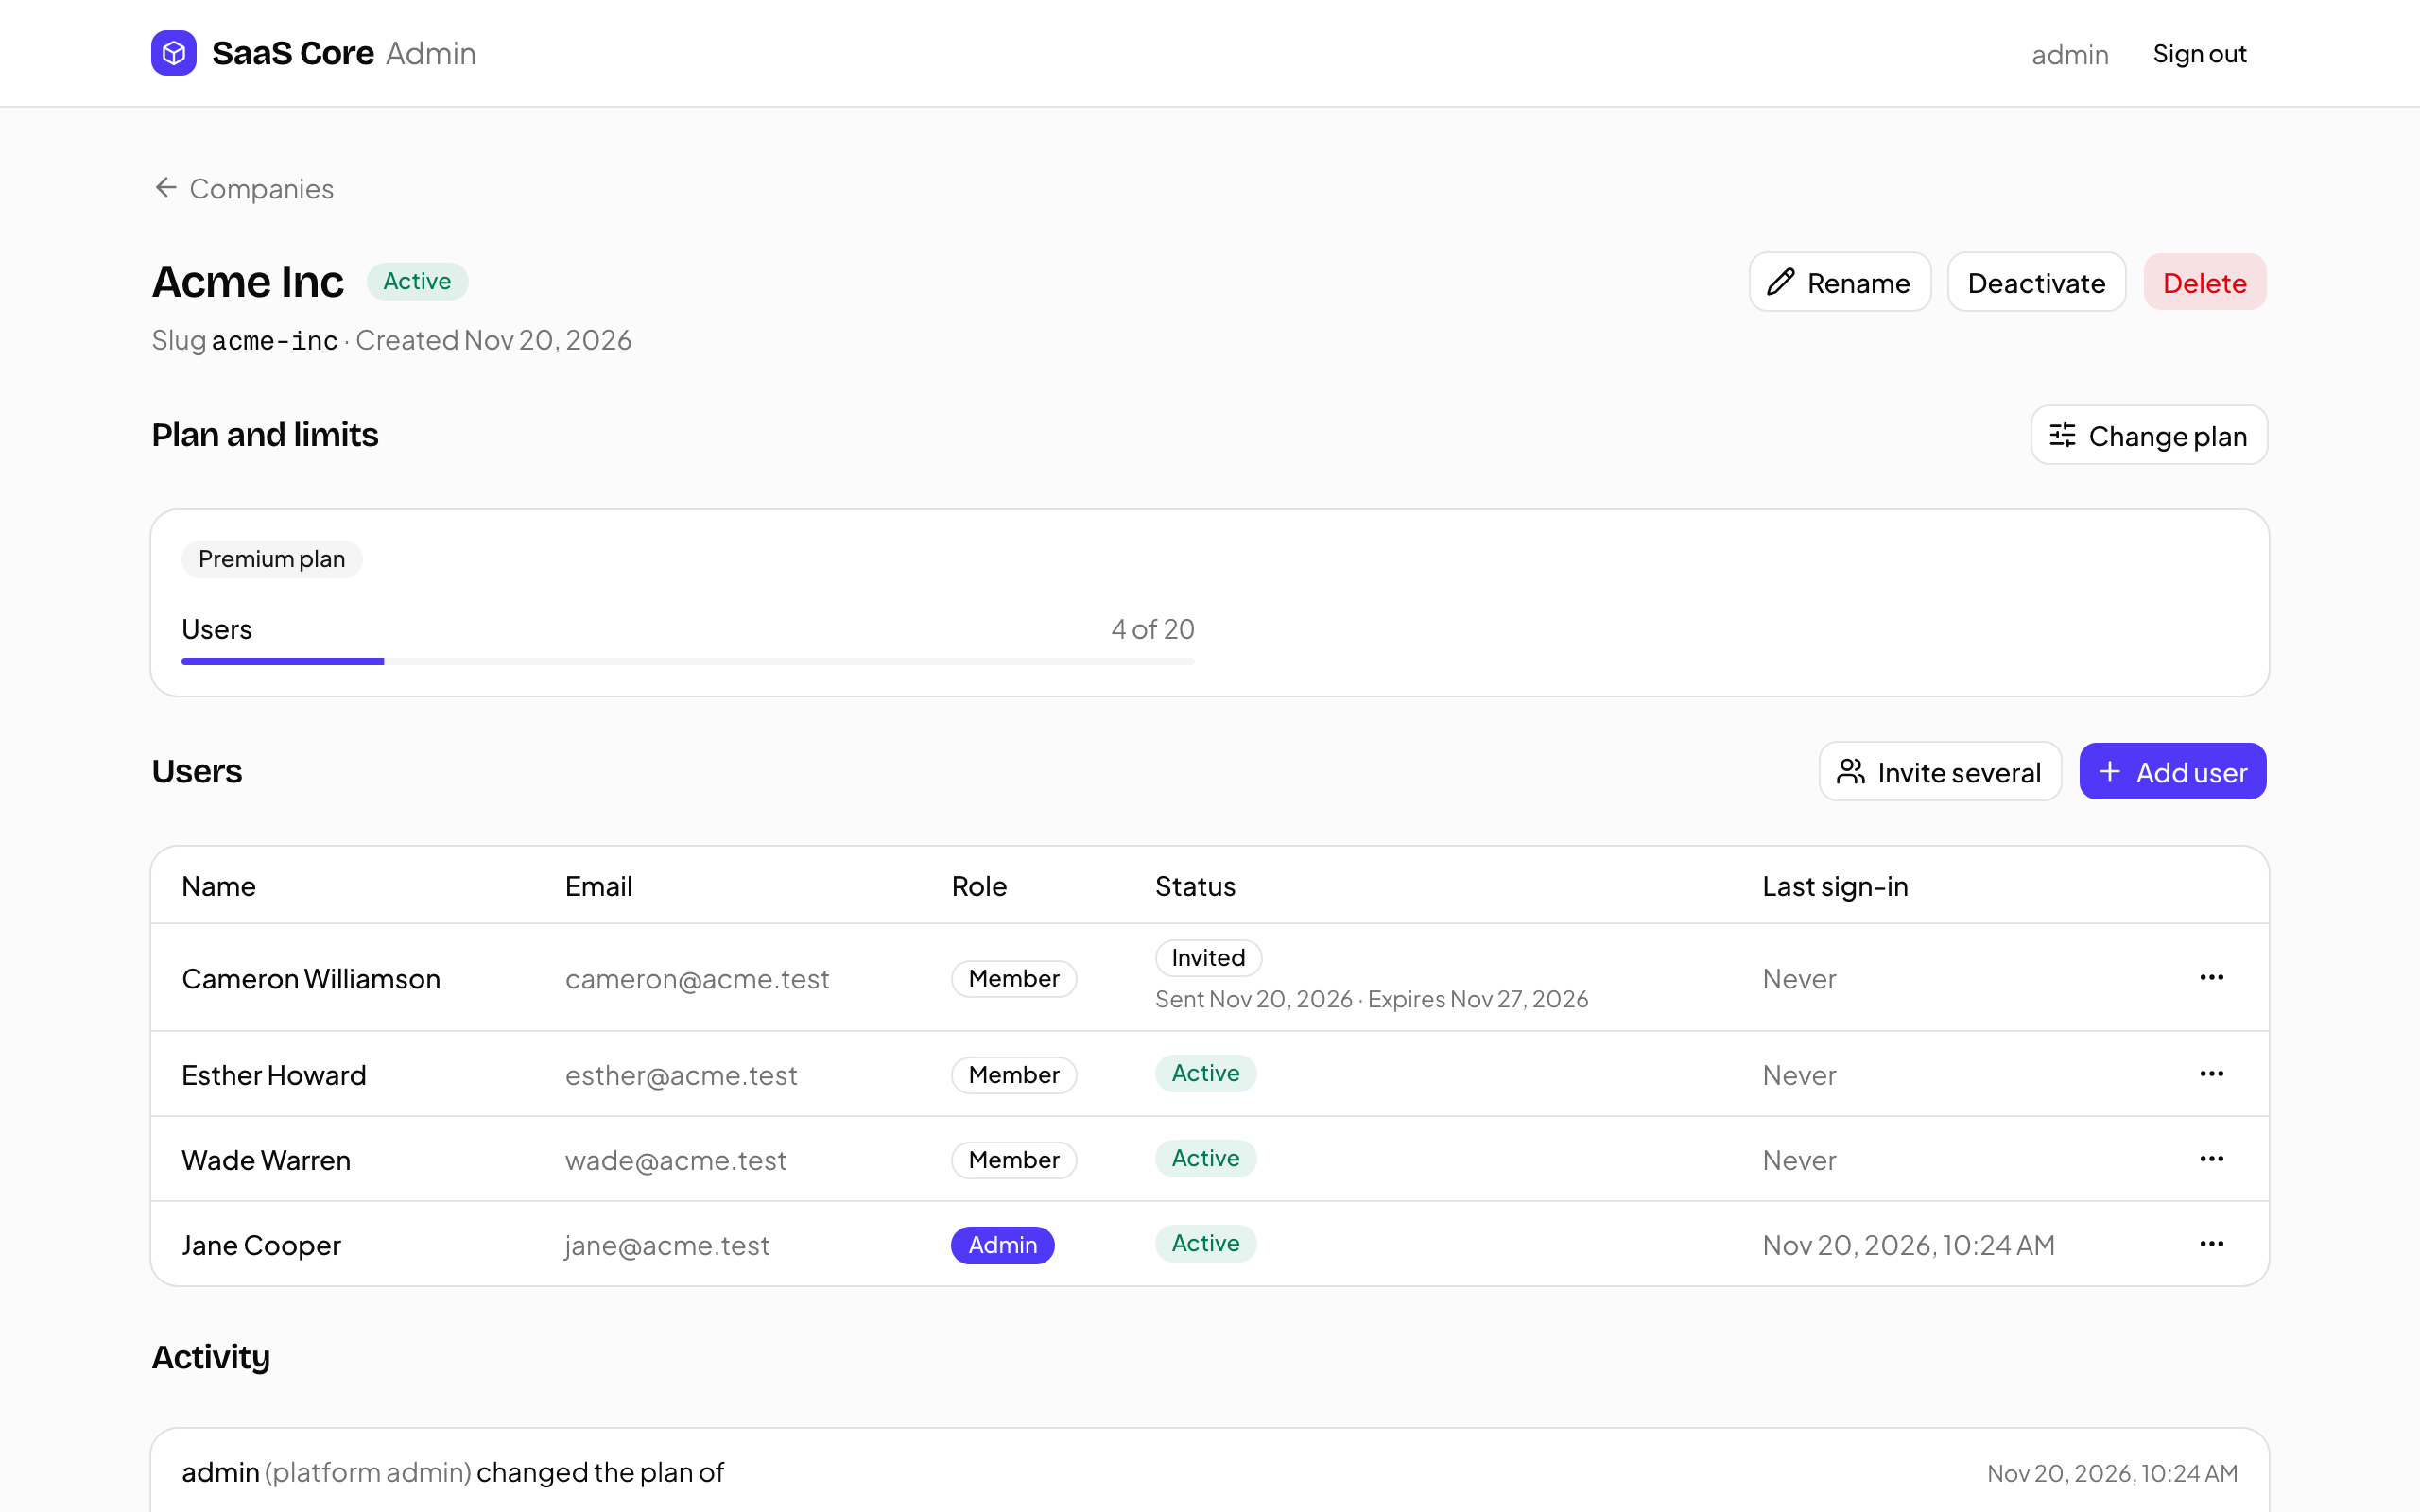 SaaS Core Admin
admin Sign out
Companies
Acme Inc Active
Rename Deactivate Delete
Slug acme-inc · Created Nov 20, 2026
Plan and limits
Change plan
Premium plan
Users 4 of 20
Users
Invite several Add user
Name Email Role Status Last sign-in
Cameron Williamson cameron@acme.test Member Invited Never
Sent Nov 20, 2026 · Expires Nov 27, 2026
Esther Howard esther@acme.test Member Active Never
Wade Warren wade@acme.test Member Active Never
Jane Cooper jane@acme.test Admin Active Nov 20, 2026, 10:24 AM
Activity
admin (platform admin) changed the plan of Nov 20, 2026, 10:24 AM